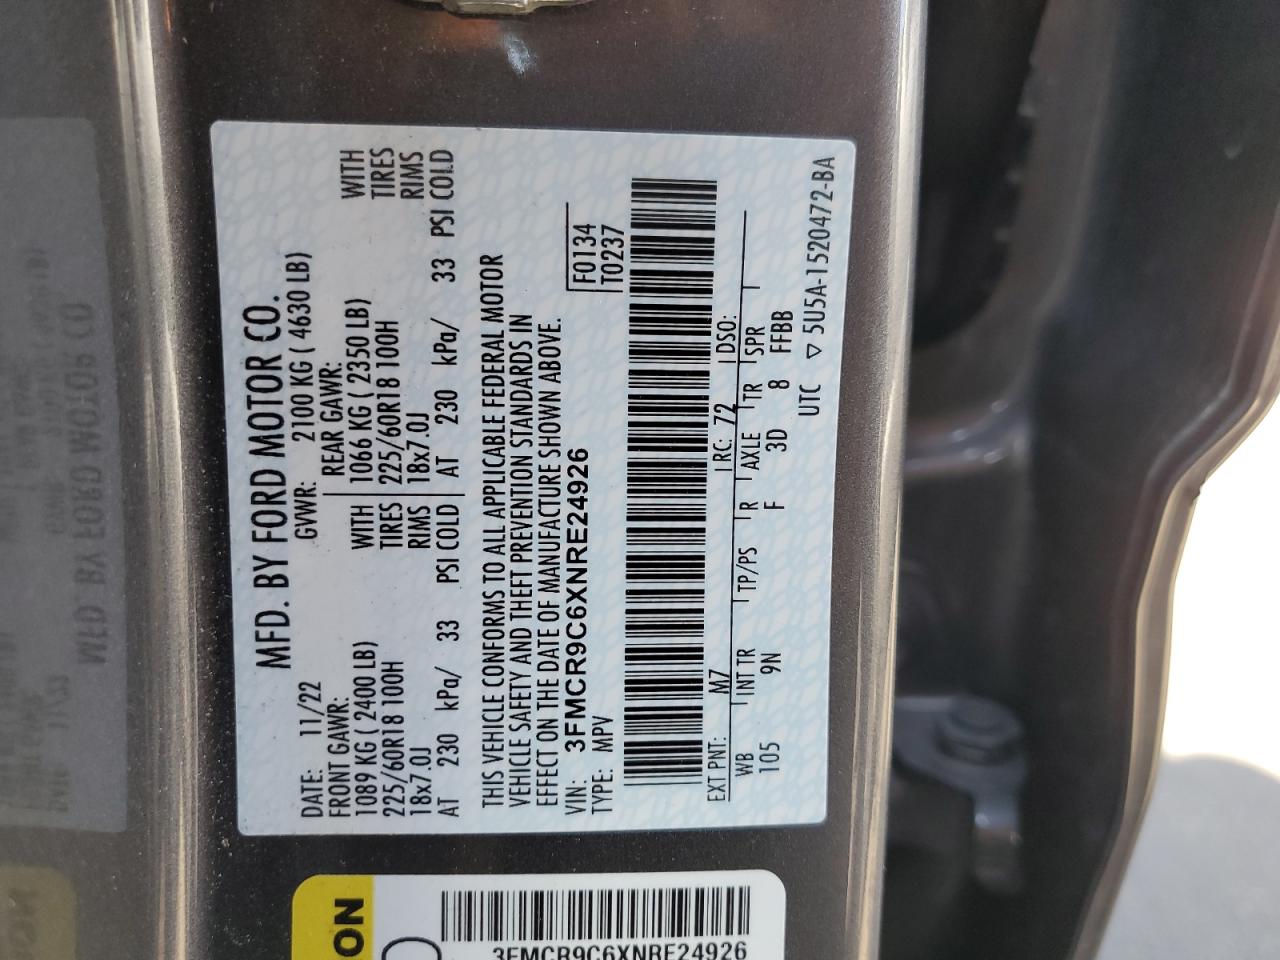 MFD. BY FORD MOTOR CO.
DATE: 11/22 GVWR: 2100 KG ( 4630 LB)
FRONT GAWR: REAR GAWR:
1089 KG ( 2400 LB) WITH 1066 KG ( 2350 LB) WITH
225/60R18 100H TIRES 225/60R18 100H TIRES
18x7.0J RIMS 18x7.0J RIMS
AT 230 kPa/ 33 PSI COLD AT 230 kPa/ 33 PSI COLD
THIS VEHICLE CONFORMS TO ALL APPLICABLE FEDERAL MOTOR
VEHICLE SAFETY AND THEFT PREVENTION STANDARDS IN
EFFECT ON THE DATE OF MANUFACTURE SHOWN ABOVE.
VIN: 3FMCR9C6XNRE24926 F0134
TYPE: MPV T0237
EXT PNT: M7 RC: 72 DSO:
WB INT TR TP/PS R AXLE TR SPR
105 9N F 3D 8 FFBB
UTC ▽ 5U5A-1520472-BA
ON
3FMCR9C6XNRE24926